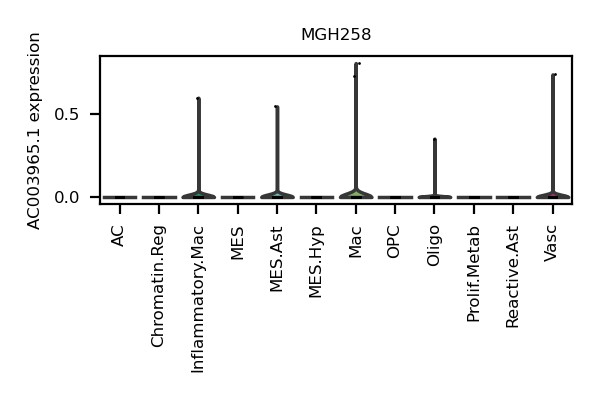 MGH258
AC003965.1 expression
0.5
0.0
AC
Chromatin.Reg
Inflammatory.Mac
MES
MES.Ast
MES.Hyp
Mac
OPC
Oligo
Prolif.Metab
Reactive.Ast
Vasc